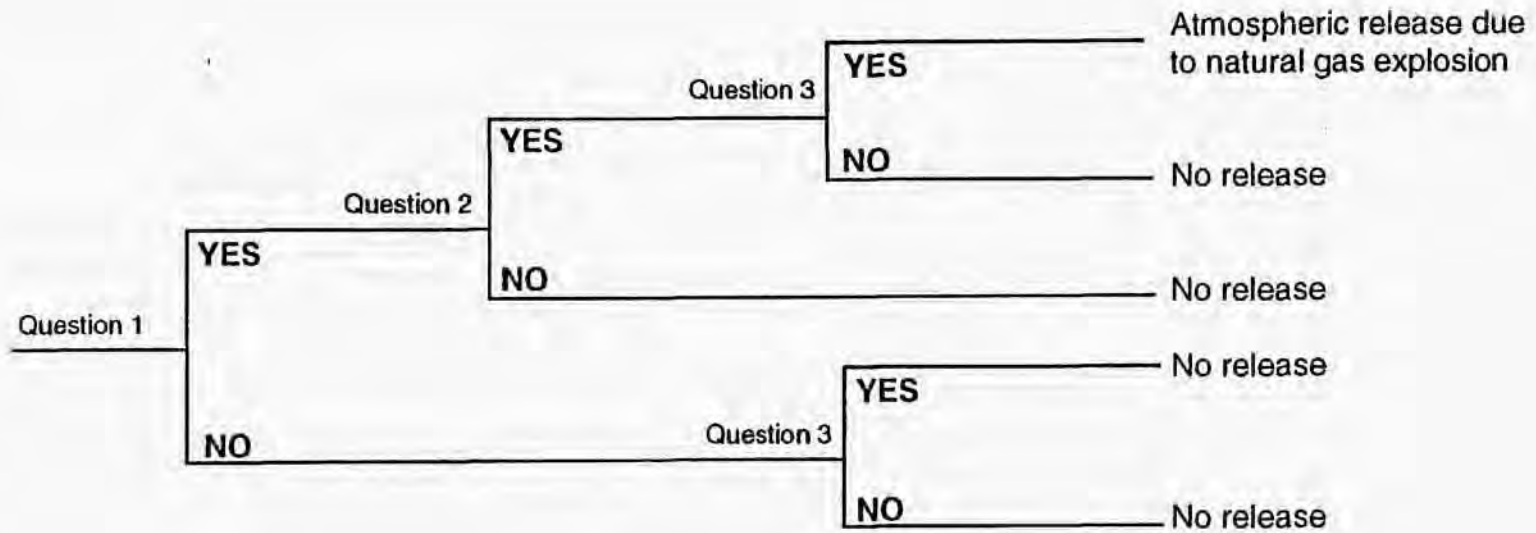 Atmospheric release due
to natural gas explosion
YES
Question 3
YES
NO
No release
Question 2
YES
NO
No release
Question 1
No release
YES
NO
Question 3
NO
No release